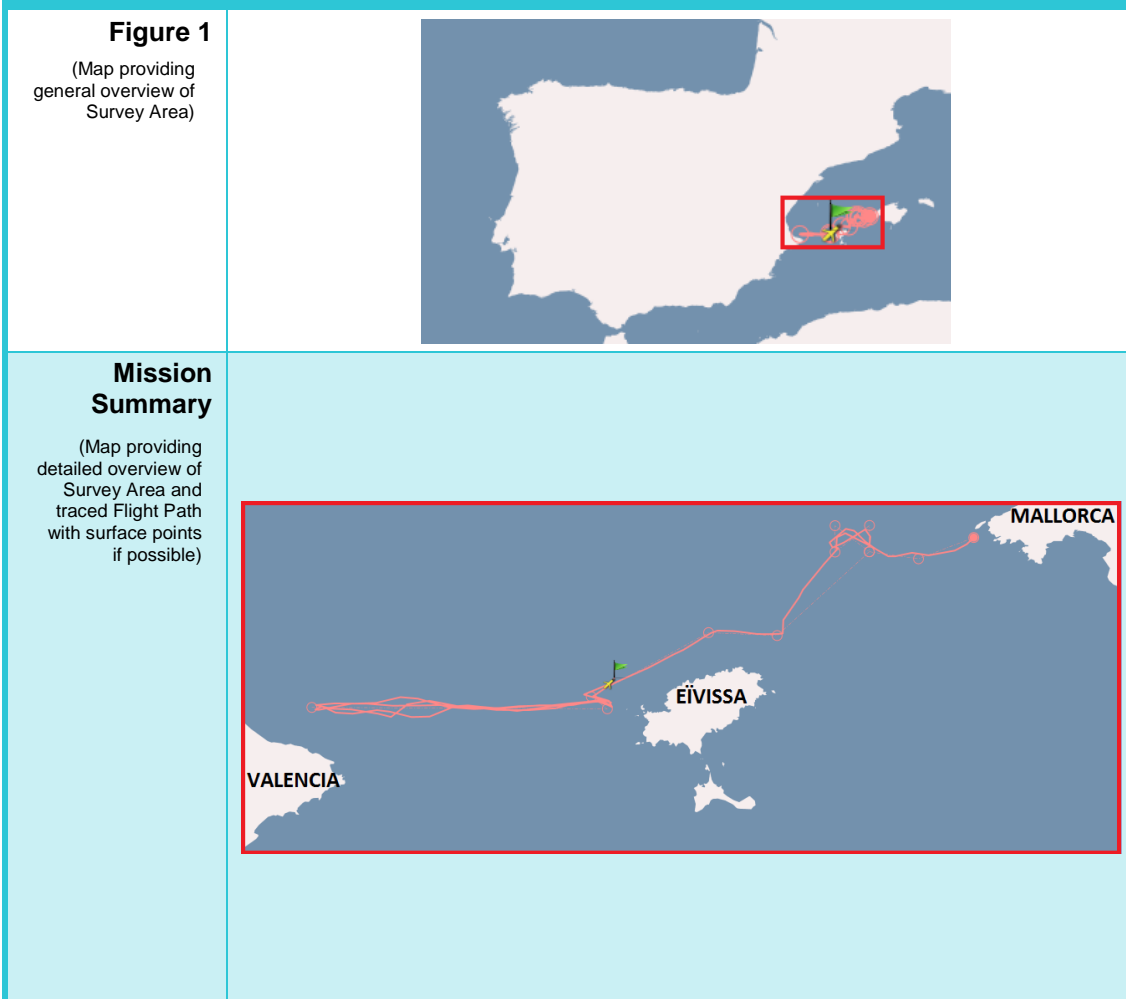 Figure 1
(Map providing
general overview of
Survey Area)
Mission
Summary
(Map providing
detailed overview of
Survey Area and
traced Flight Path
with surface points
if possible)
MALLORCA
EÏVISSA
VALENCIA